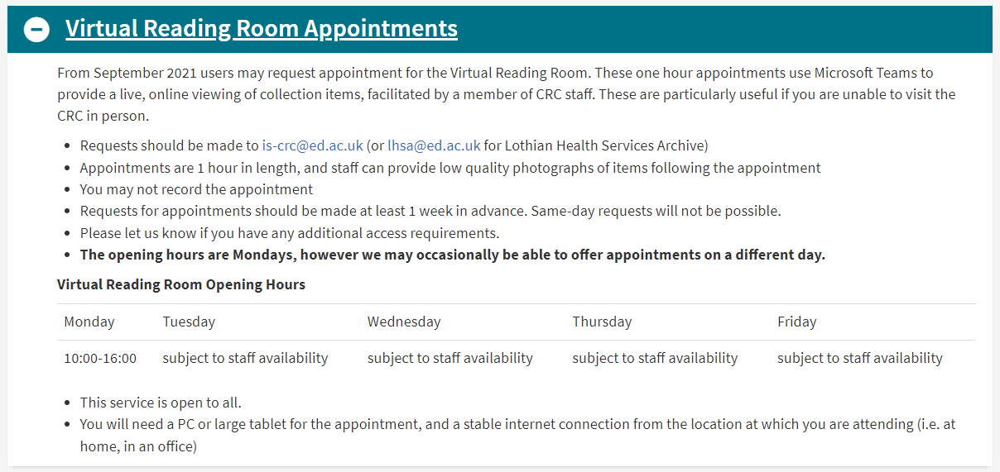 Virtual Reading Room Appointments
From September 2021 users may request appointment for the Virtual Reading Room. These one hour appointments use Microsoft Teams to
provide a live, online viewing of collection items, facilitated by a member of CRC staff. These are particularly useful if you are unable to visit the
CRC in person.
• Requests should be made to is-crc@ed.ac.uk (or lhsa@ed.ac.uk for Lothian Health Services Archive)
• Appointments are 1 hour in length, and staff can provide low quality photographs of items following the appointment
• You may not record the appointment
• Requests for appointments should be made at least 1 week in advance. Same-day requests will not be possible.
• Please let us know if you have any additional access requirements.
• The opening hours are Mondays, however we may occasionally be able to offer appointments on a different day.
Virtual Reading Room Opening Hours
Monday Tuesday Wednesday Thursday Friday
10:00-16:00 subject to staff availability subject to staff availability subject to staff availability subject to staff availability
• This service is open to all.
• You will need a PC or large tablet for the appointment, and a stable internet connection from the location at which you are attending (i.e. at
home, in an office)